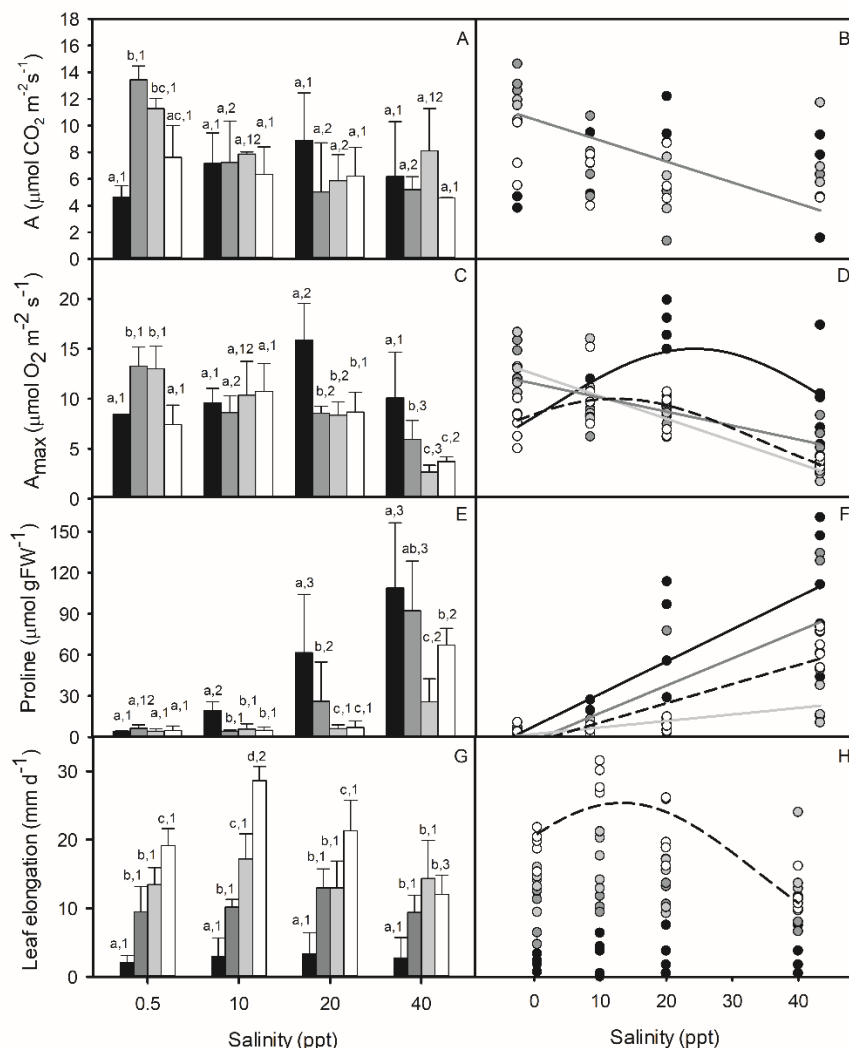 A
B
A (μmol CO2 m-2s-1)
18
16
14
12
10
8
6
4
2
0
a,1 b,1 bc,1 ac,1
a,1 a,2 a,12 a,1
a,1 a,2 a,2 a,1
a,1 a,2 a,12 a,1
C
D
Amax (μmol O2 m-2 s-1)
20
15
10
5
0
a,1 b,1 b,1 a,1
a,1 a,2 a,12 a,1
a,2 b,2 b,2 b,1
a,1 b,3 c,3 c,2
E
F
Proline (μmol gFW-1)
150
120
90
60
30
0
a,1 a,12 a,1 a,1
a,2 b,1 b,1 b,1
a,3 b,2 c,1 c,1
a,3 ab,3 c,2 b,2
G
H
Leaf elongation (mm d-1)
30
20
10
0
a,1 b,1 b,1 c,1
a,1 b,1 c,1 d,2
a,1 b,1 b,1 c,1
a,1 b,1 b,1 b,3
0.5 10 20 40
0 10 20 30 40
Salinity (ppt)
Salinity (ppt)